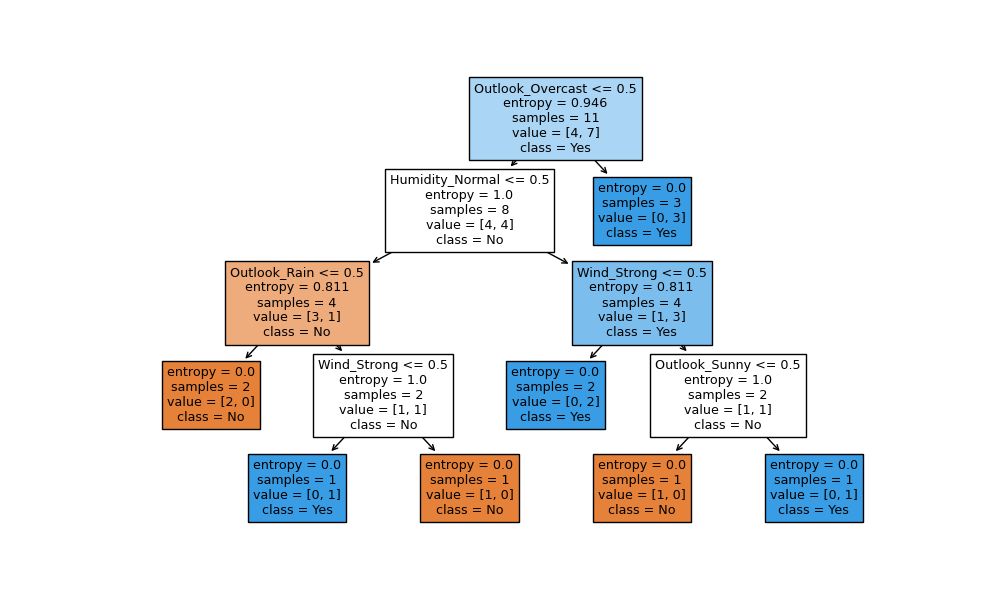 Outlook_Overcast <= 0.5
entropy = 0.946
samples = 11
value = [4, 7]
class = Yes
Humidity_Normal <= 0.5
entropy = 1.0
samples = 8
value = [4, 4]
class = No
entropy = 0.0
samples = 3
value = [0, 3]
class = Yes
Outlook_Rain <= 0.5
entropy = 0.811
samples = 4
value = [3, 1]
class = No
Wind_Strong <= 0.5
entropy = 0.811
samples = 4
value = [1, 3]
class = Yes
entropy = 0.0
samples = 2
value = [2, 0]
class = No
Wind_Strong <= 0.5
entropy = 1.0
samples = 2
value = [1, 1]
class = No
entropy = 0.0
samples = 2
value = [0, 2]
class = Yes
Outlook_Sunny <= 0.5
entropy = 1.0
samples = 2
value = [1, 1]
class = No
entropy = 0.0
samples = 1
value = [0, 1]
class = Yes
entropy = 0.0
samples = 1
value = [1, 0]
class = No
entropy = 0.0
samples = 1
value = [1, 0]
class = No
entropy = 0.0
samples = 1
value = [0, 1]
class = Yes